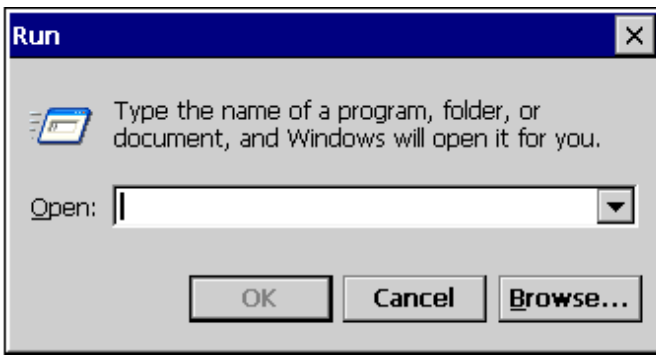 Run
Type the name of a program, folder, or
document, and Windows will open it for you.
Open:
OK Cancel Browse...